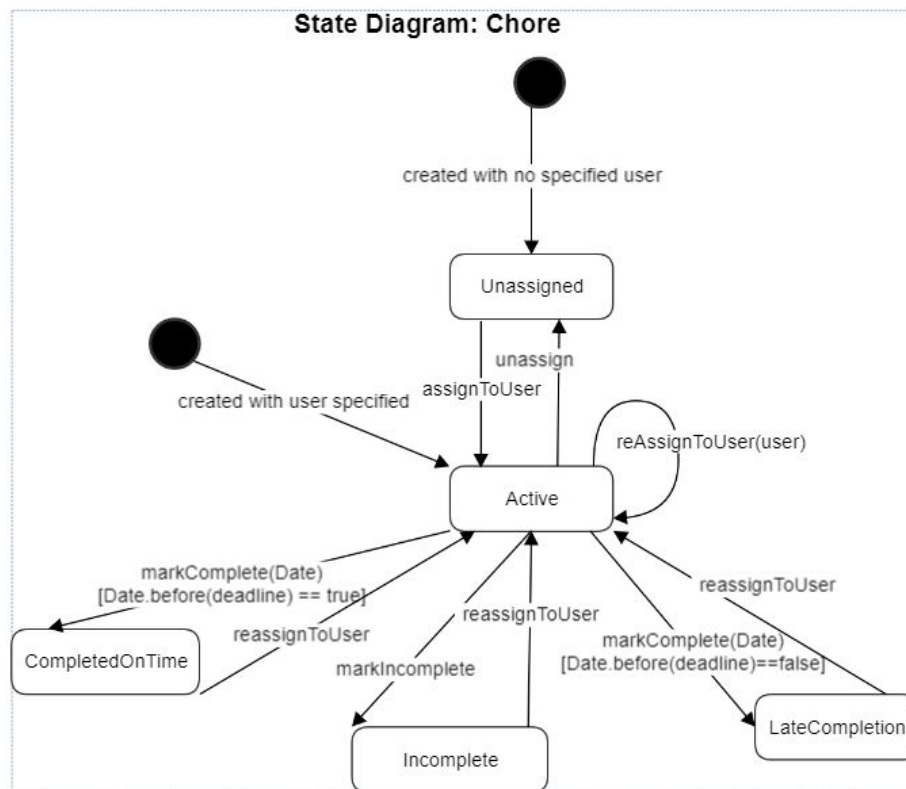 State Diagram: Chore
created with no specified user
Unassigned
unassign
assignToUser
created with user specified
reAssignToUser(user)
Active
markComplete(Date)
[Date.before(deadline) == true]
reassignToUser
reassignToUser
reassignToUser
markComplete(Date)
[Date.before(deadline)==false]
CompletedOnTime
markIncomplete
LateCompletion
Incomplete